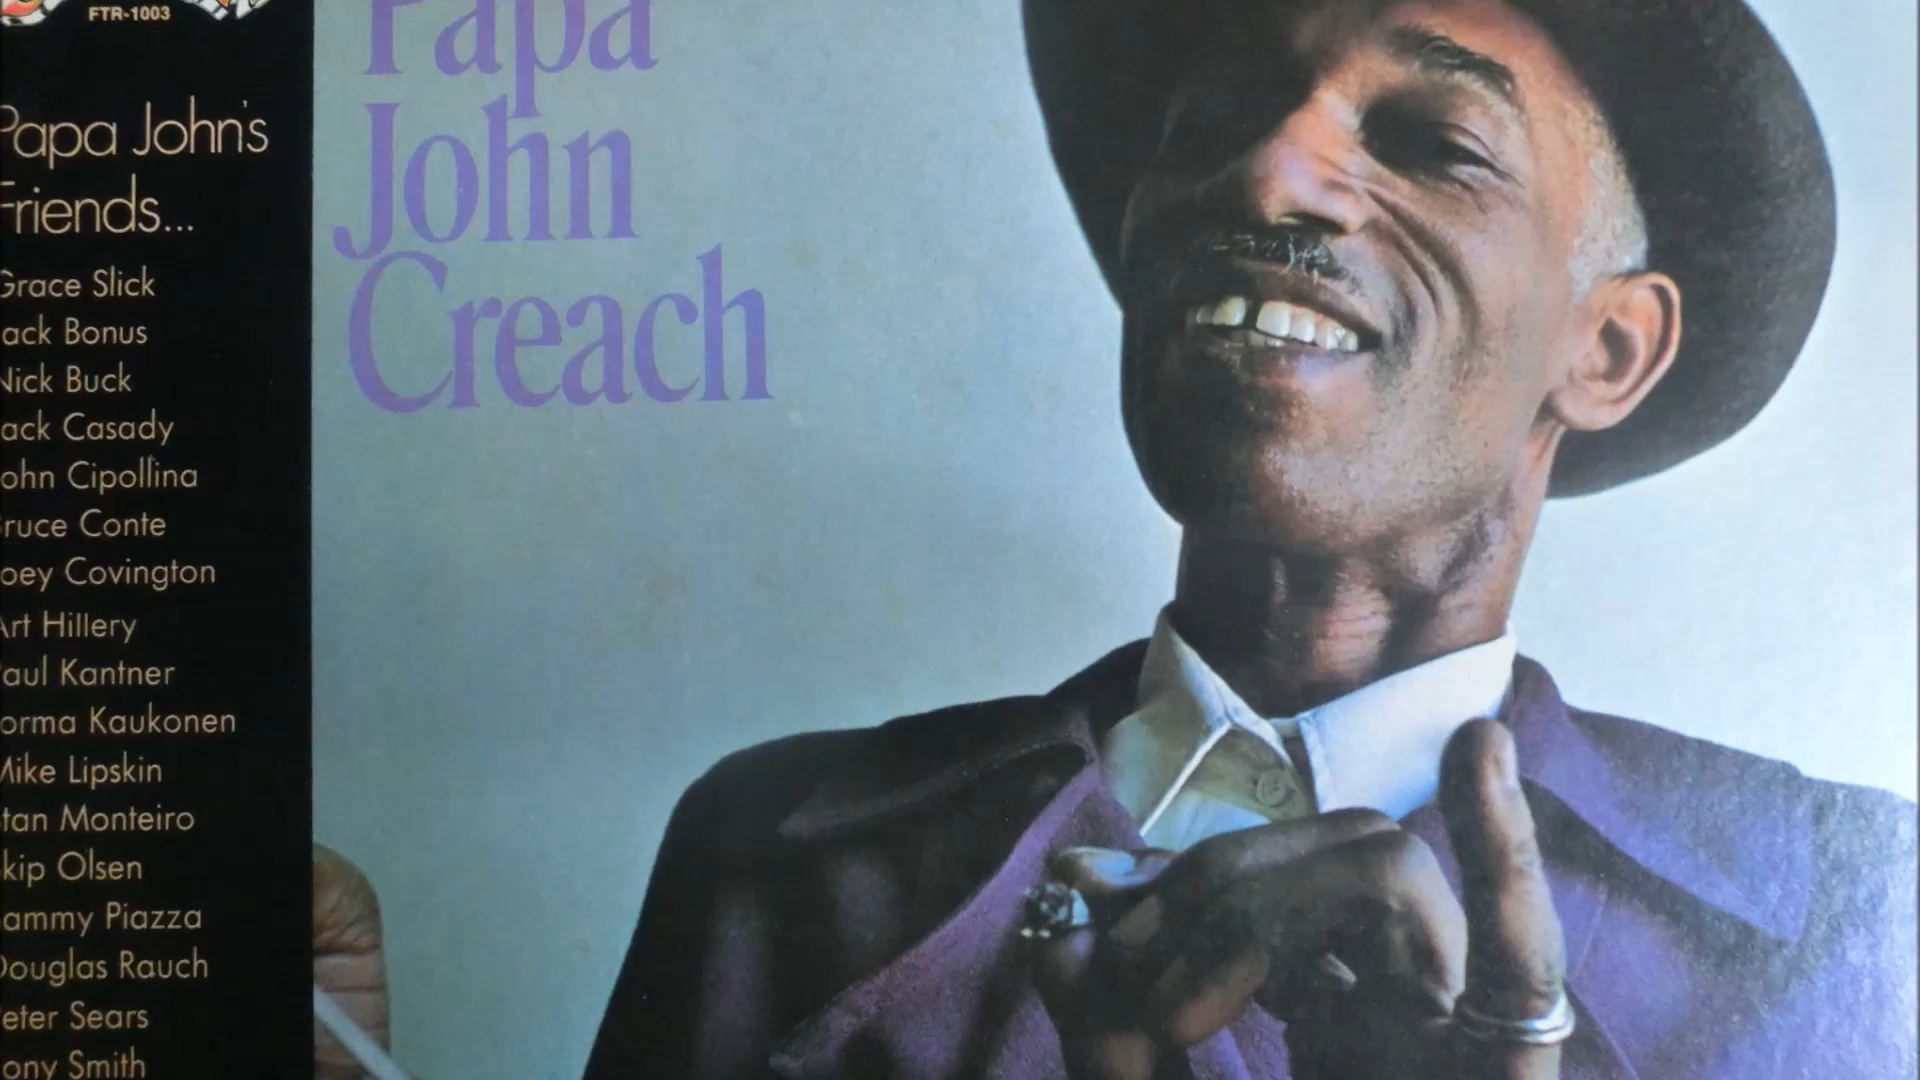 FTR-1003
Papa John's
Friends...
Grace Slick
ack Bonus
Nick Buck
ack Casady
ohn Cipollina
ruce Conte
oey Covington
Art Hillery
aul Kantner
orma Kaukonen
Mike Lipskin
tan Monteiro
kip Olsen
ammy Piazza
Douglas Rauch
eter Sears
ony Smith
Papa
John
Creach